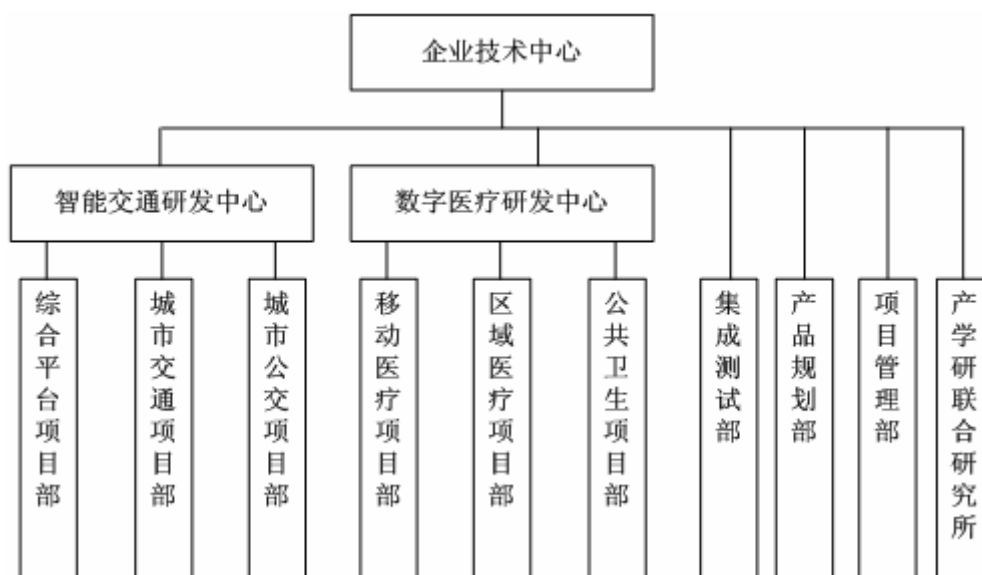 企业技术中心
智能交通研发中心
数字医疗研发中心
综合平台项目部
城市交通项目部
城市公交项目部
移动医疗项目部
区域医疗项目部
公共卫生项目部
集成测试部
产品规划部
项目管理部
产学研联合研究所